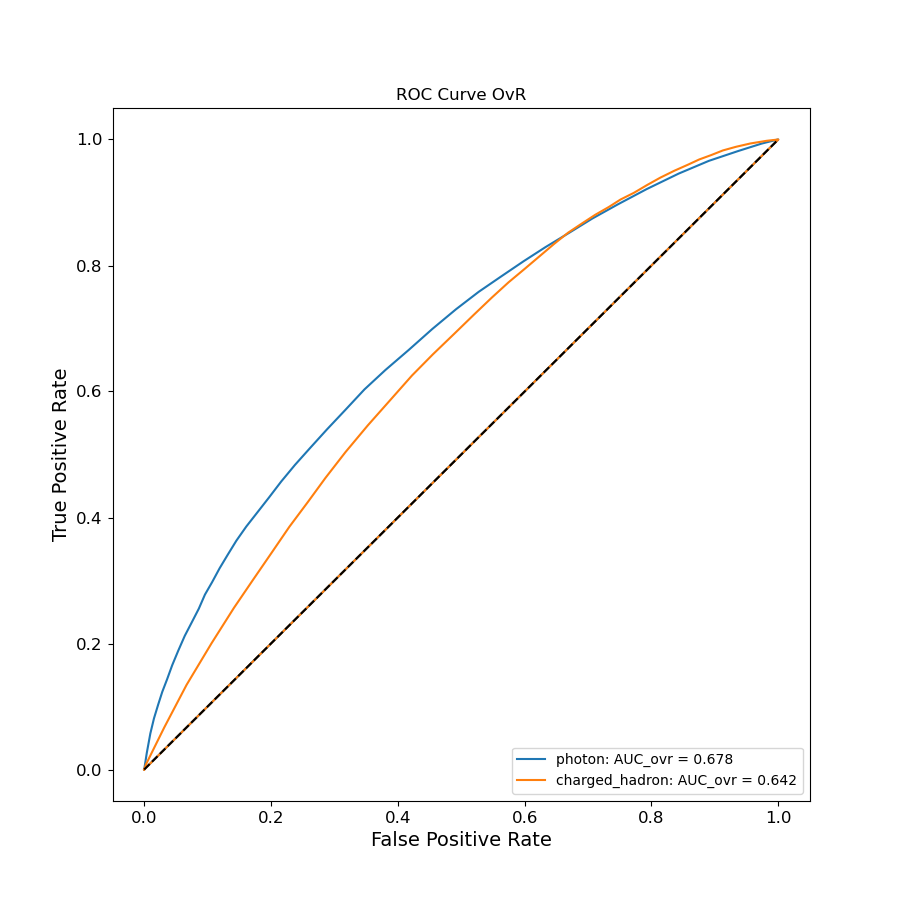 ROC Curve OvR
True Positive Rate
1.0
0.8
0.6
0.4
0.2
0.0
photon: AUC_ovr = 0.678
charged_hadron: AUC_ovr = 0.642
0.0 0.2 0.4 0.6 0.8 1.0
False Positive Rate